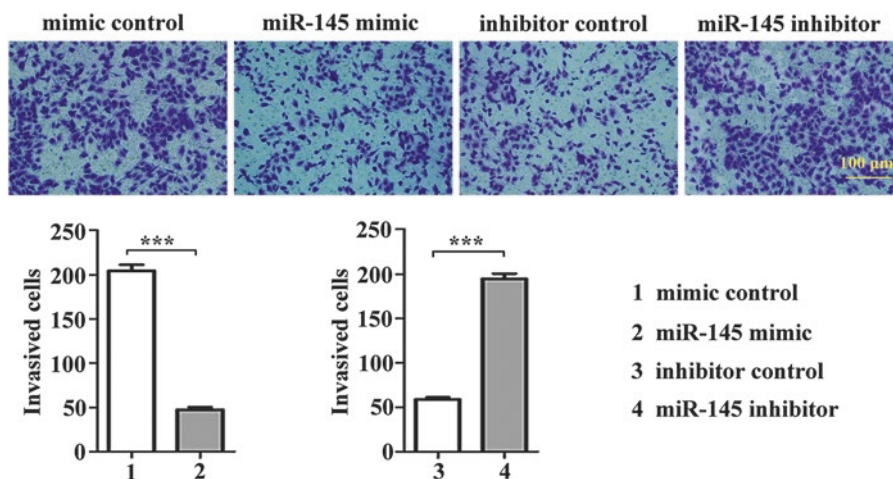 mimic control
miR-145 mimic
inhibitor control
miR-145 inhibitor
100 μm
Invasived cells
250
200
150
100
50
0
***
1
2
Invasived cells
250
200
150
100
50
0
***
3
4
1 mimic control
2 miR-145 mimic
3 inhibitor control
4 miR-145 inhibitor